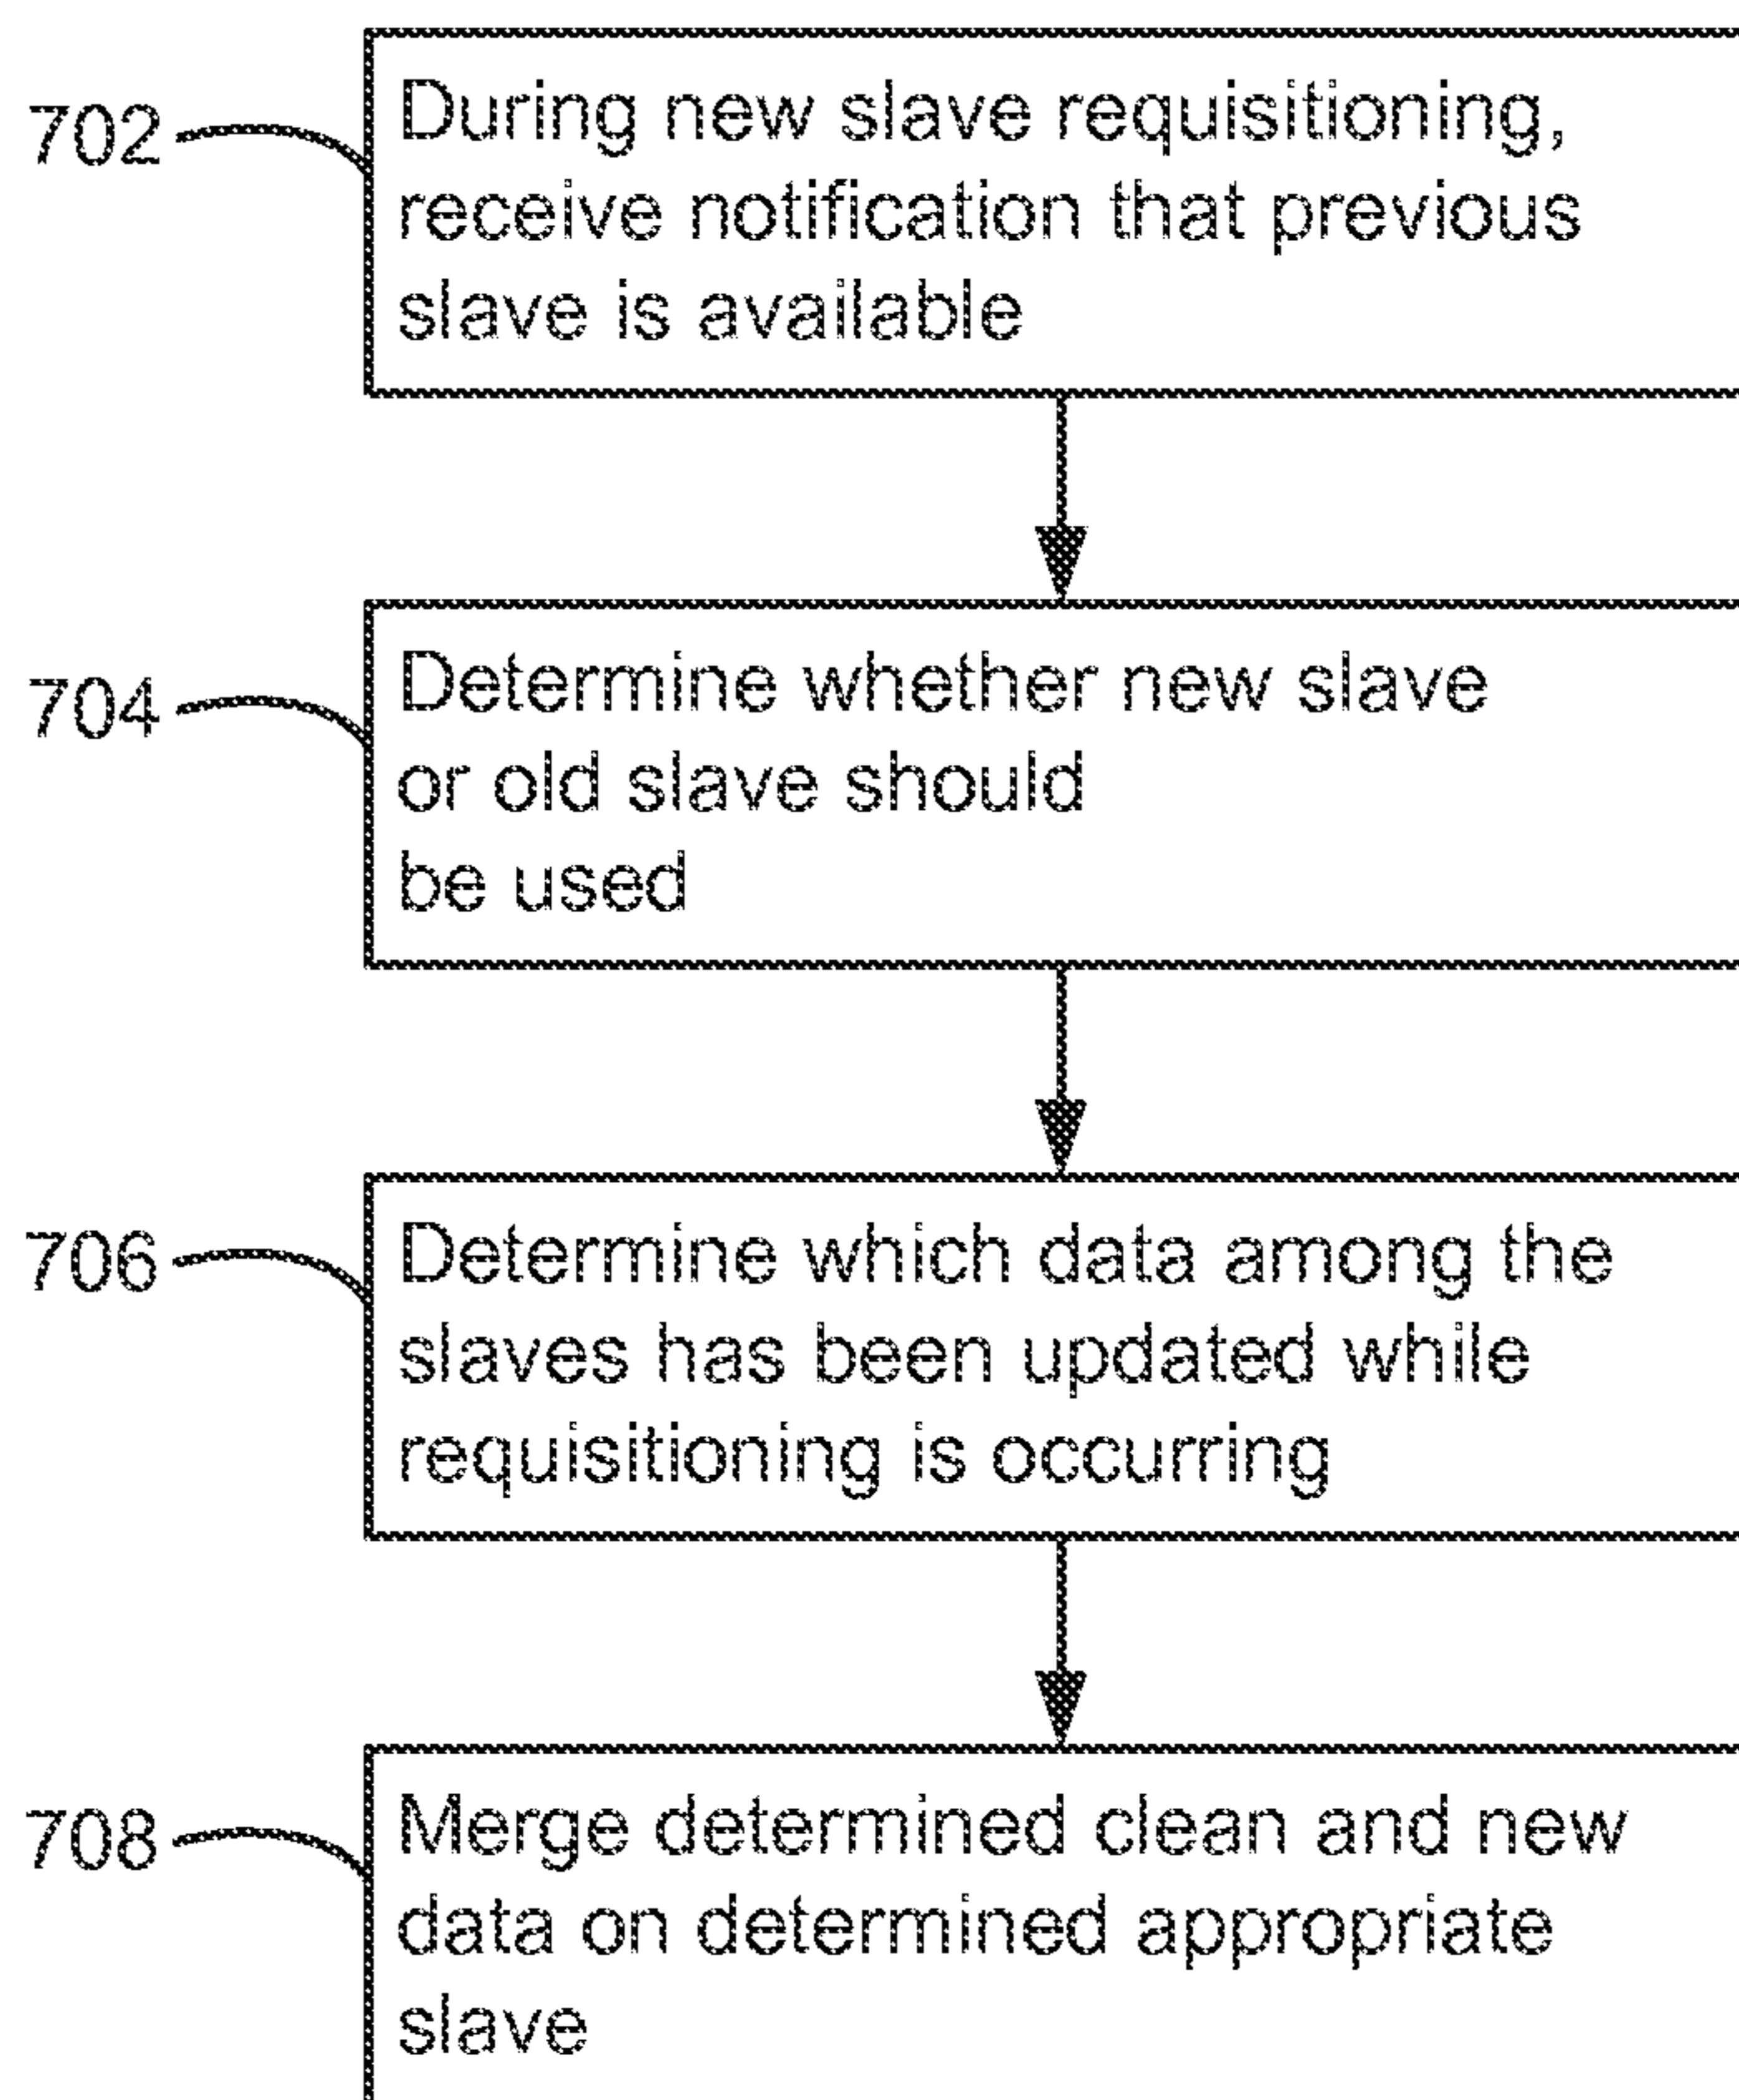 702
During new slave requisitioning,
receive notification that previous
slave is available
704
Determine whether new slave
or old slave should
be used
706
Determine which data among the
slaves has been updated while
requisitioning is occurring
708
Merge determined clean and new
data on determined appropriate
slave